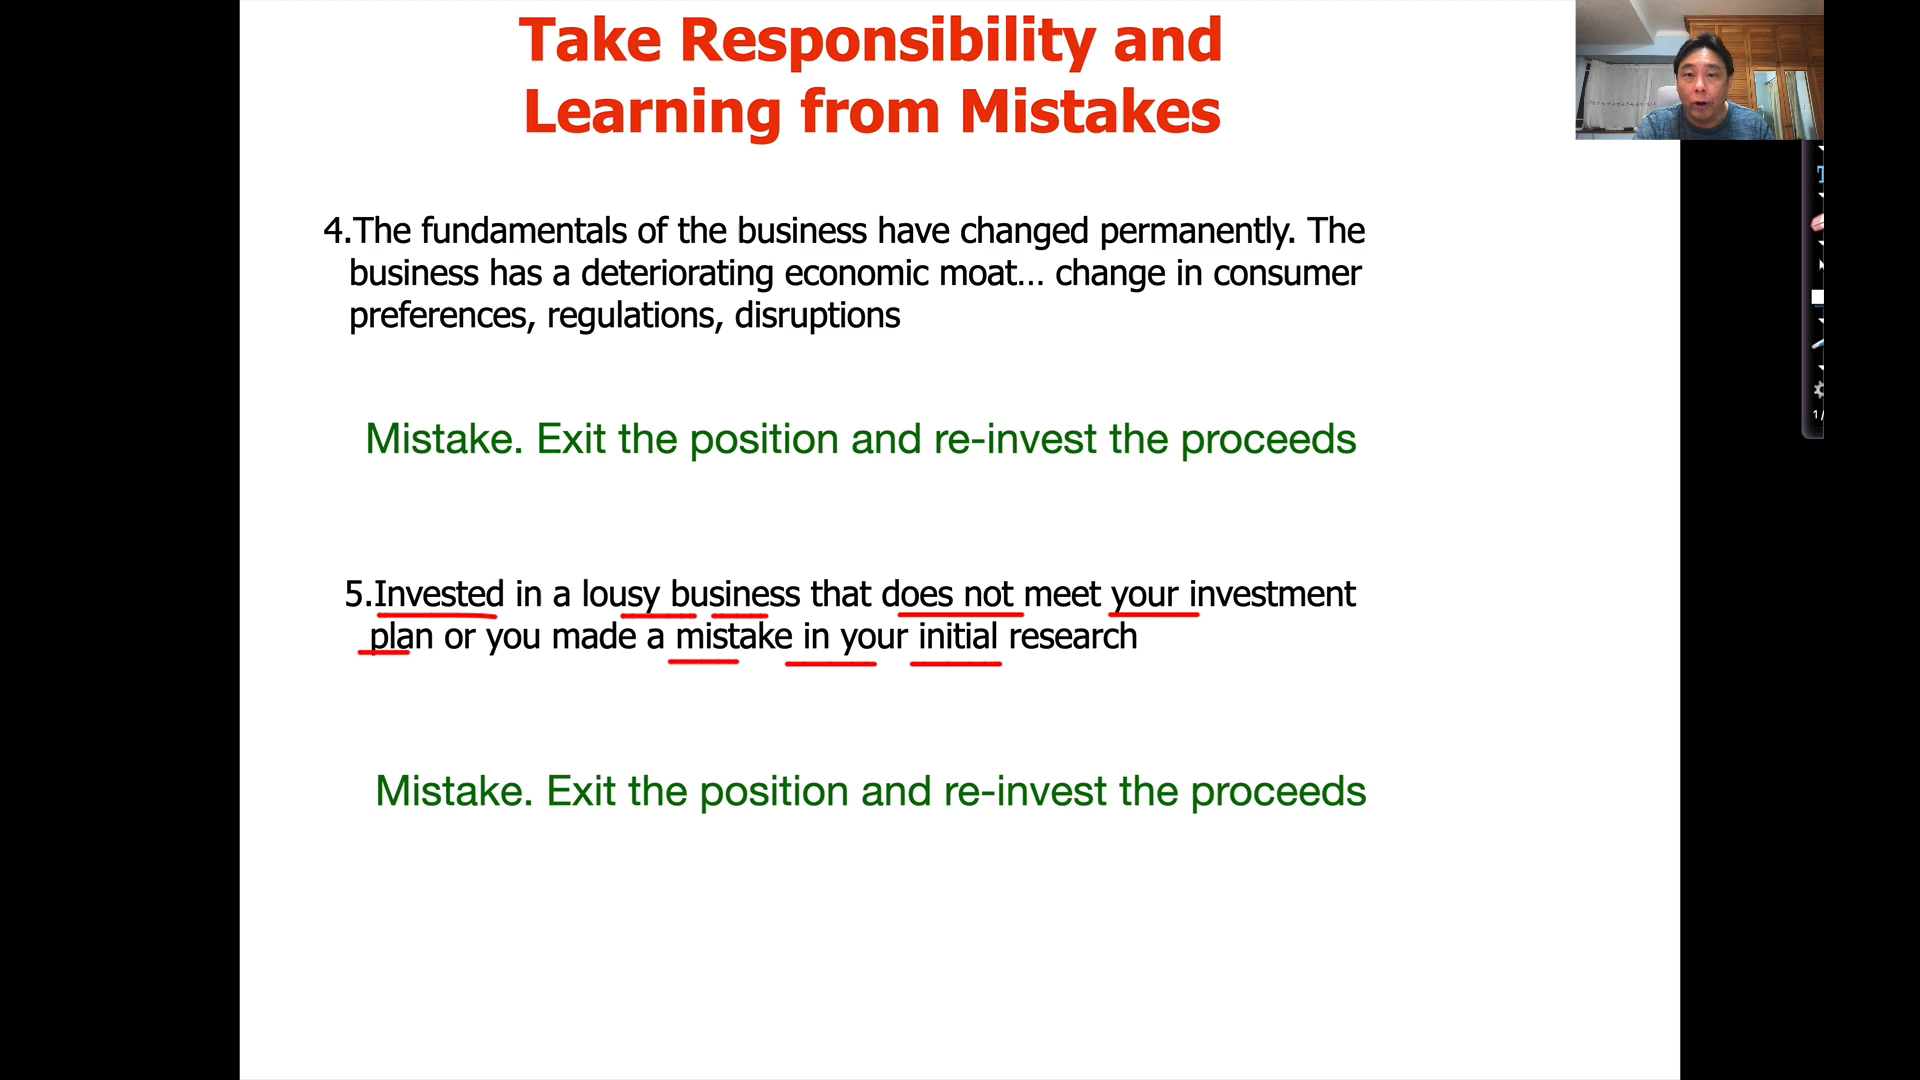 Take Responsibility and
Learning from Mistakes
4.The fundamentals of the business have changed permanently. The
business has a deteriorating economic moat... change in consumer
preferences, regulations, disruptions
Mistake. Exit the position and re-invest the proceeds
5.Invested in a lousy business that does not meet your investment
plan or you made a mistake in your initial research
Mistake. Exit the position and re-invest the proceeds